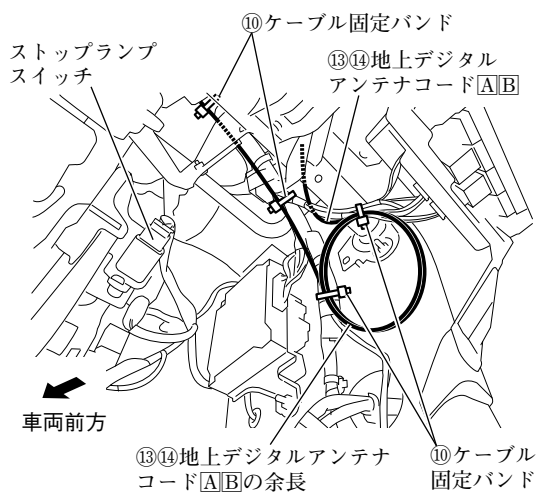 ⑩ケーブル固定バンド
ストップランプ
スイッチ
⑬⑭地上デジタル
アンテナコードAB
車両前方
⑬⑭地上デジタルアンテナ
コードABの余長
⑩ケーブル
固定バンド